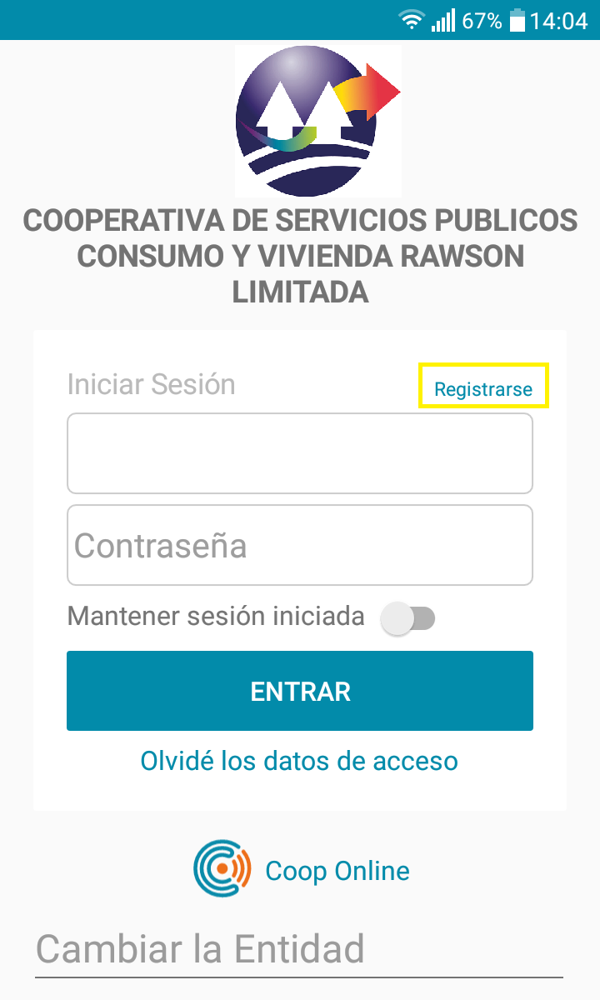 67% 14:04
COOPERATIVA DE SERVICIOS PUBLICOS
CONSUMO Y VIVIENDA RAWSON
LIMITADA
Iniciar Sesión
Registrarse
Contraseña
Mantener sesión iniciada
ENTRAR
Olvidé los datos de acceso
Coop Online
Cambiar la Entidad